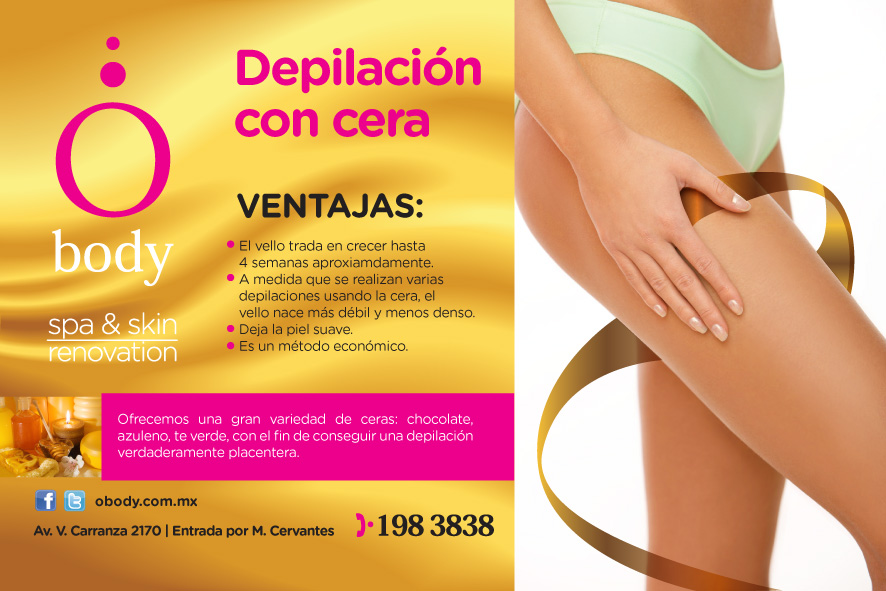 Ó
body
spa & skin
renovation
Depilación
con cera
VENTAJAS:
El vello trada en crecer hasta
4 semanas aproxiamdamente.
A medida que se realizan varias
depilaciones usando la cera, el
vello nace más débil y menos denso.
Deja la piel suave.
Es un método económico.
Ofrecemos una gran variedad de ceras: chocolate,
azuleno, te verde, con el fin de conseguir una depilación
verdaderamente placentera.
obody.com.mx
Av. V. Carranza 2170 | Entrada por M. Cervantes
198 3838